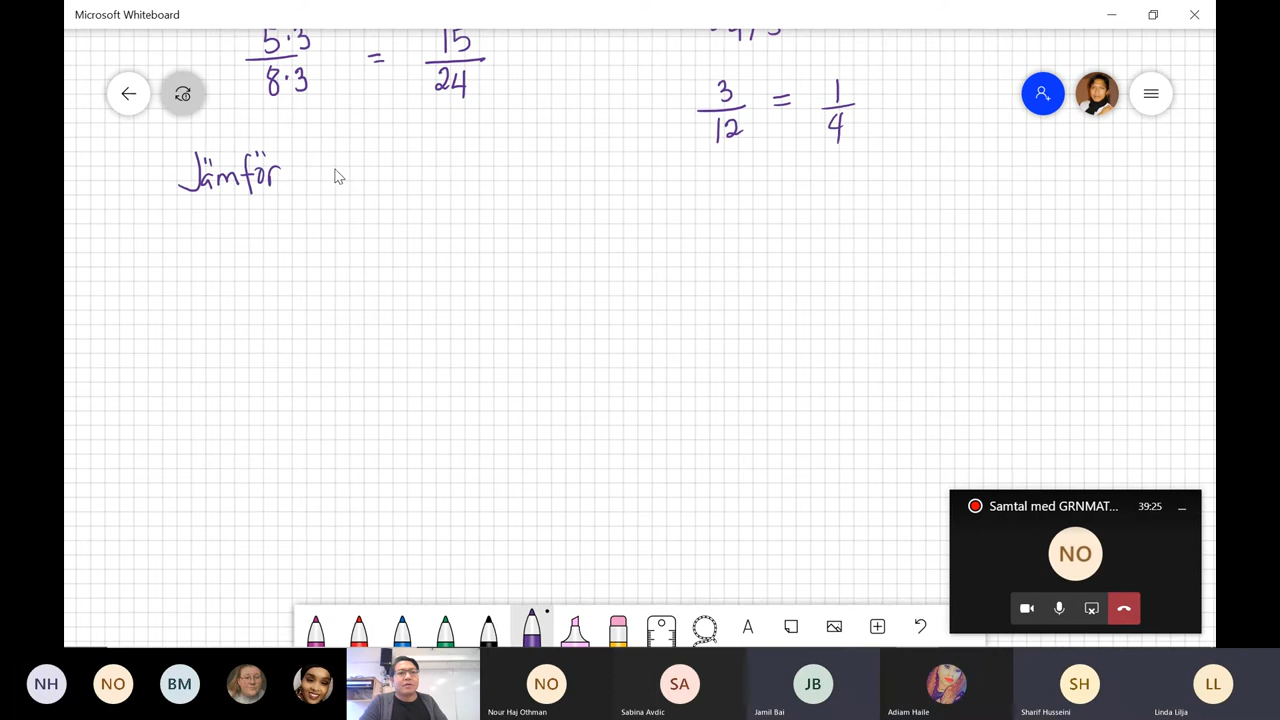 Microsoft Whiteboard
5·3 / 8·3 = 15 / 24
3 / 12 = 1 / 4
Jämför
Samtal med GRNMAT... 39:25
NO
A
NH NO BM NO SA JB SH LL
Nour Haj Othman Sabina Avdic Jamil Bai Adiam Haile Sharif Husseini Linda Lilja